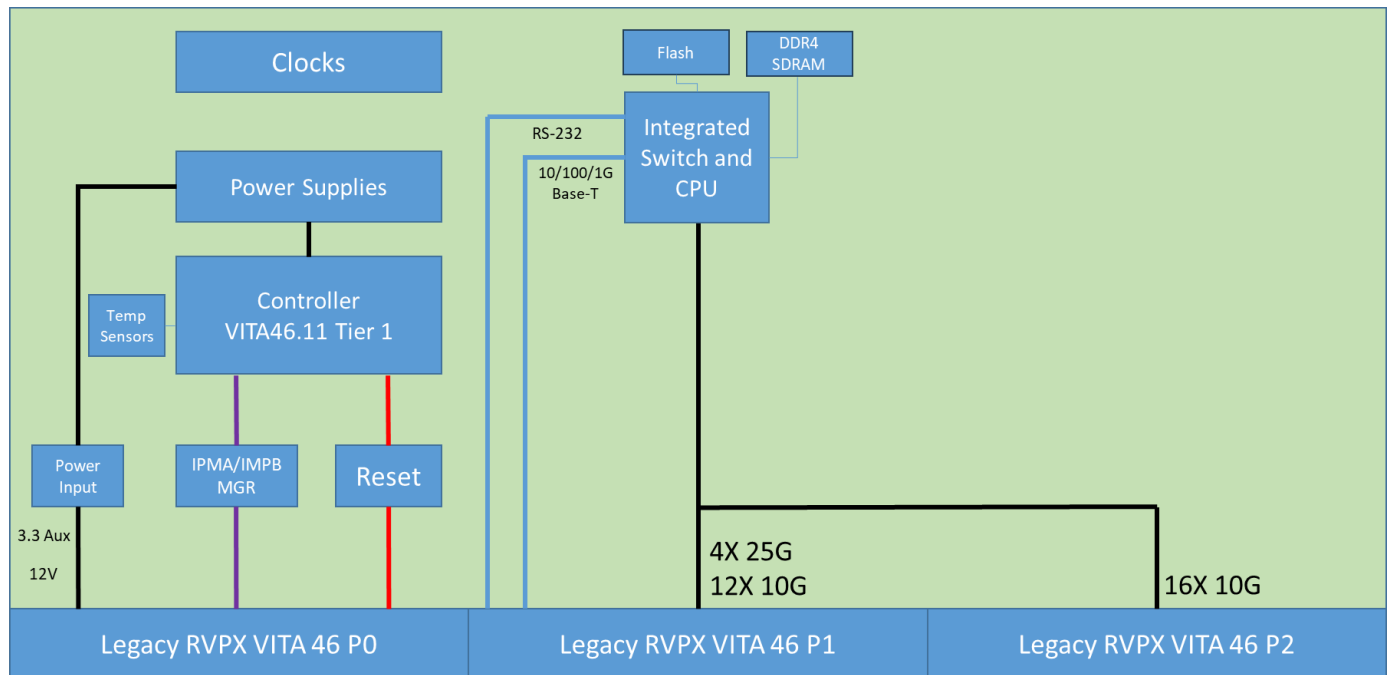 Clocks
Flash
DDR4
SDRAM
Integrated
Switch and
CPU
RS-232
10/100/1G
Base-T
Power Supplies
Controller
VITA46.11 Tier 1
Temp
Sensors
Power
Input
IPMA/IMPB
MGR
Reset
3.3 Aux
12V
4X 25G
12X 10G
16X 10G
Legacy RVPX VITA 46 P0
Legacy RVPX VITA 46 P1
Legacy RVPX VITA 46 P2